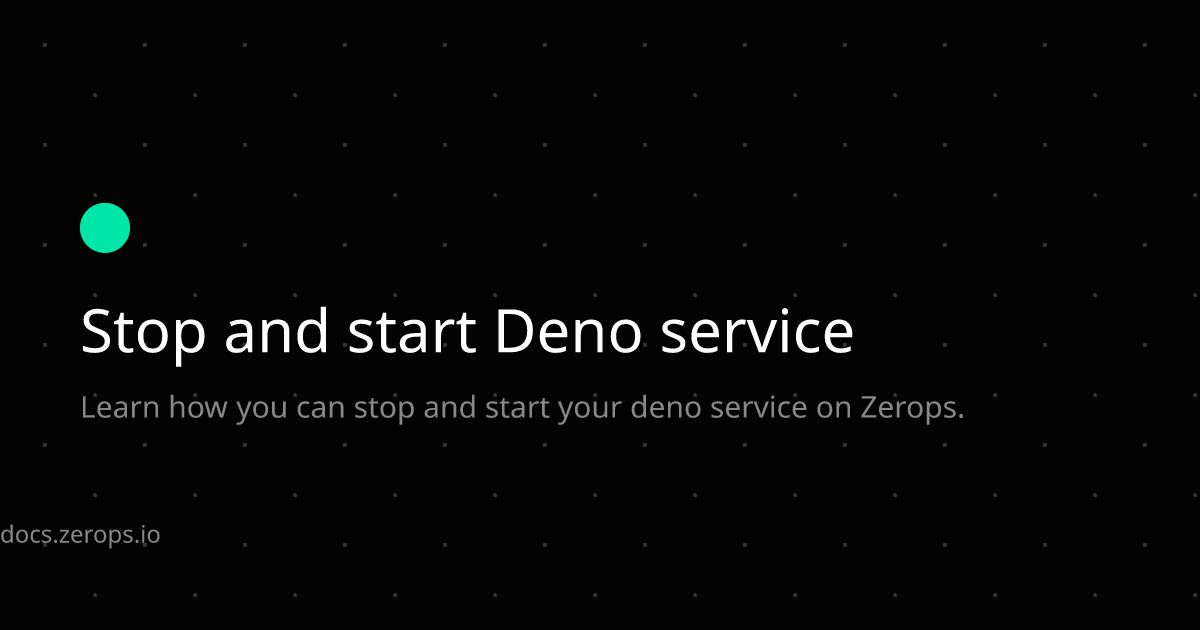 Stop and start Deno service
Learn how you can stop and start your deno service on Zerops.
docs.zerops.io